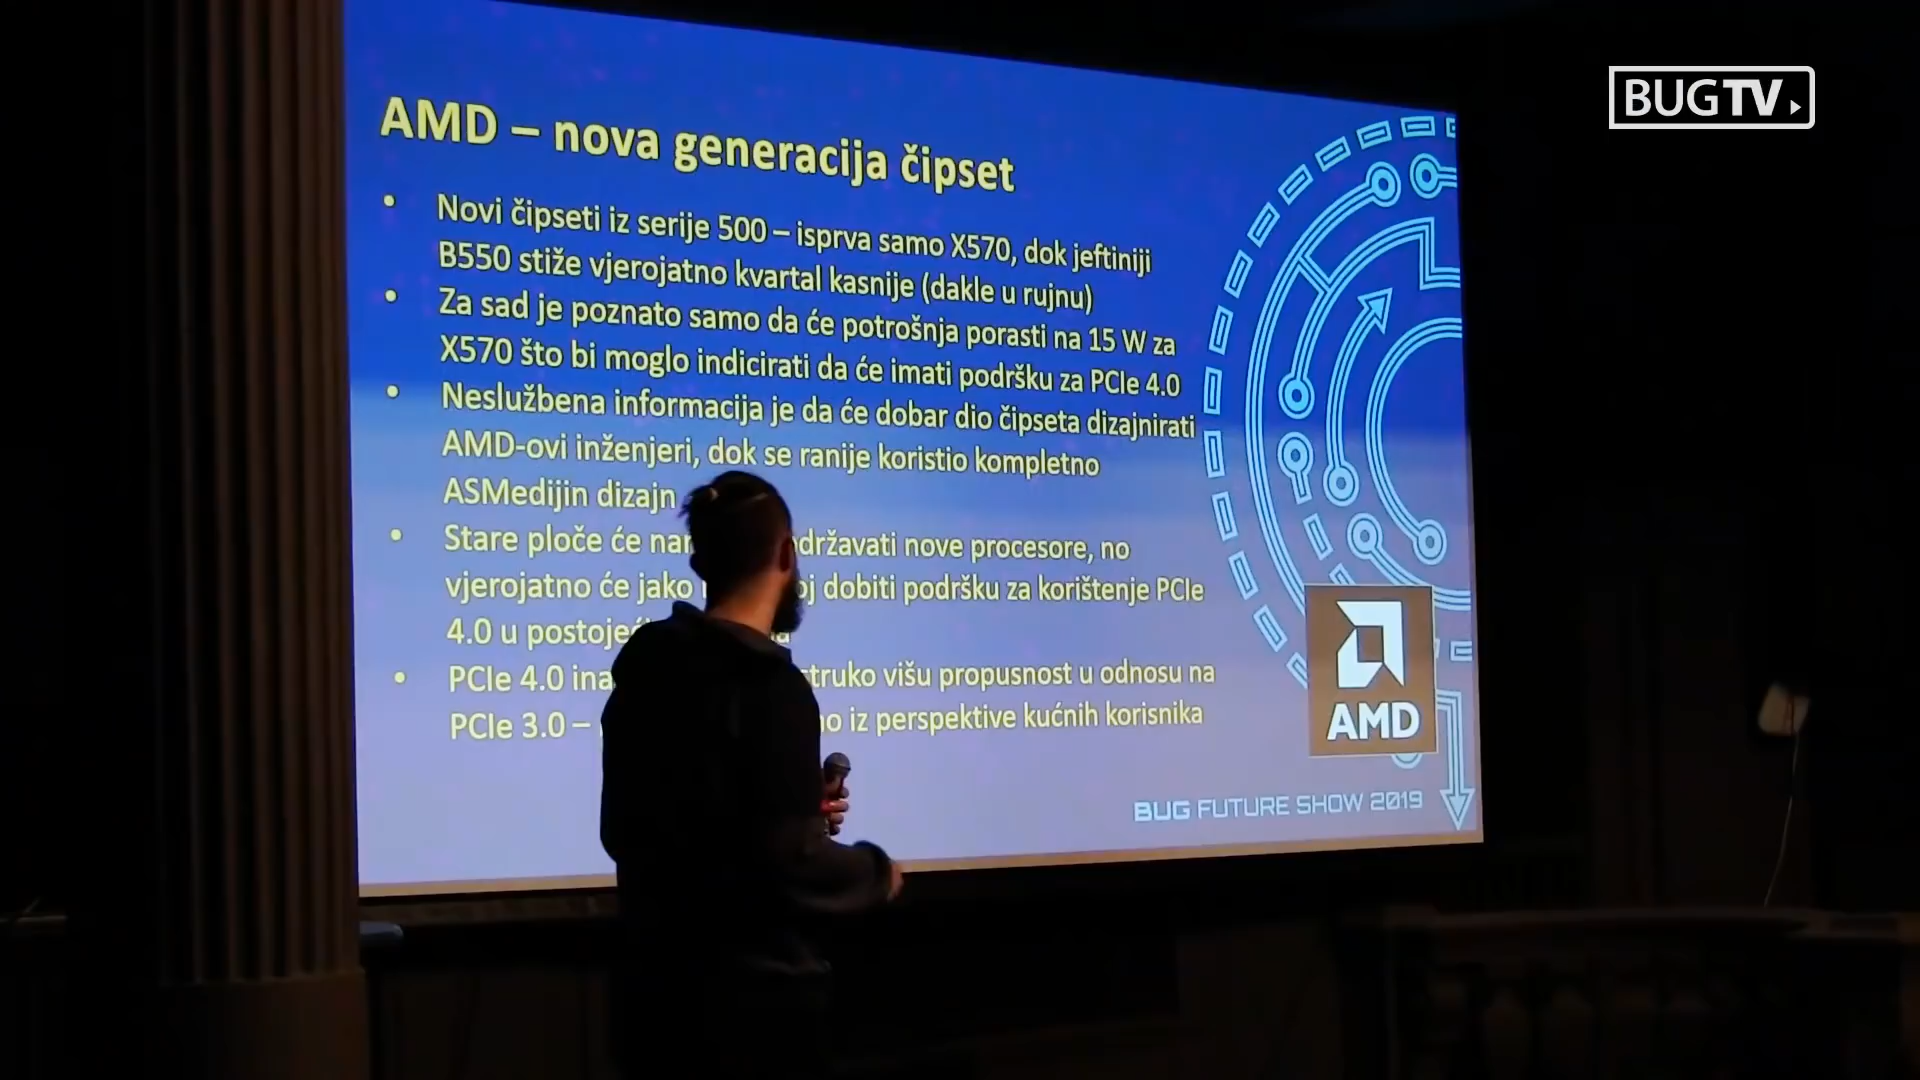 BUGTV
AMD – nova generacija čipset
• Novi čipseti iz serije 500 – isprva samo X570, dok jeftiniji
B550 stiže vjerojatno kvartal kasnije (dakle u rujnu)
• Za sad je poznato samo da će potrošnja porasti na 15 W za
X570 što bi moglo indicirati da će imati podršku za PCIe 4.0
• Neslužbena informacija je da će dobar dio čipseta dizajnirati
AMD-ovi inženjeri, dok se ranije koristio kompletno
ASMedijin dizajn
• Stare ploče će nove procesore, no
vjerojatno će jako dobiti podršku za korištenje PCIe
4.0 u
• PCIe 4.0 višu propusnost u odnosu na
PCIe 3.0 – iz perspektive kućnih korisnika
AMD
BUG FUTURE SHOW 2019